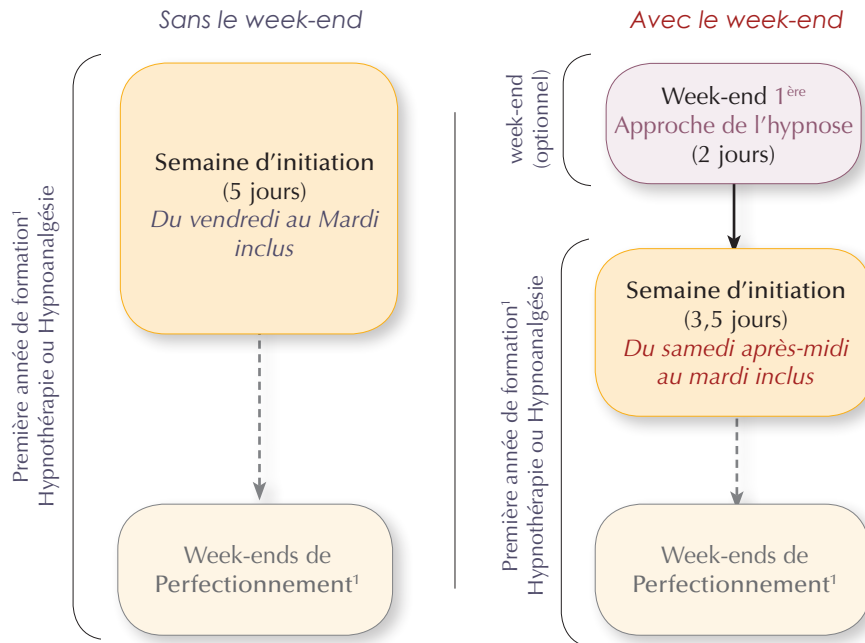 Sans le week-end
Première année de formation¹
Hypnothérapie ou Hypnoanalgésie
Semaine d'initiation
(5 jours)
Du vendredi au Mardi
inclus
Week-ends de
Perfectionnement¹
Avec le week-end
week-end
(optionnel)
Week-end 1ère
Approche de l'hypnose
(2 jours)
Première année de formation¹
Hypnothérapie ou Hypnoanalgésie
Semaine d'initiation
(3,5 jours)
Du samedi après-midi
au mardi inclus
Week-ends de
Perfectionnement¹